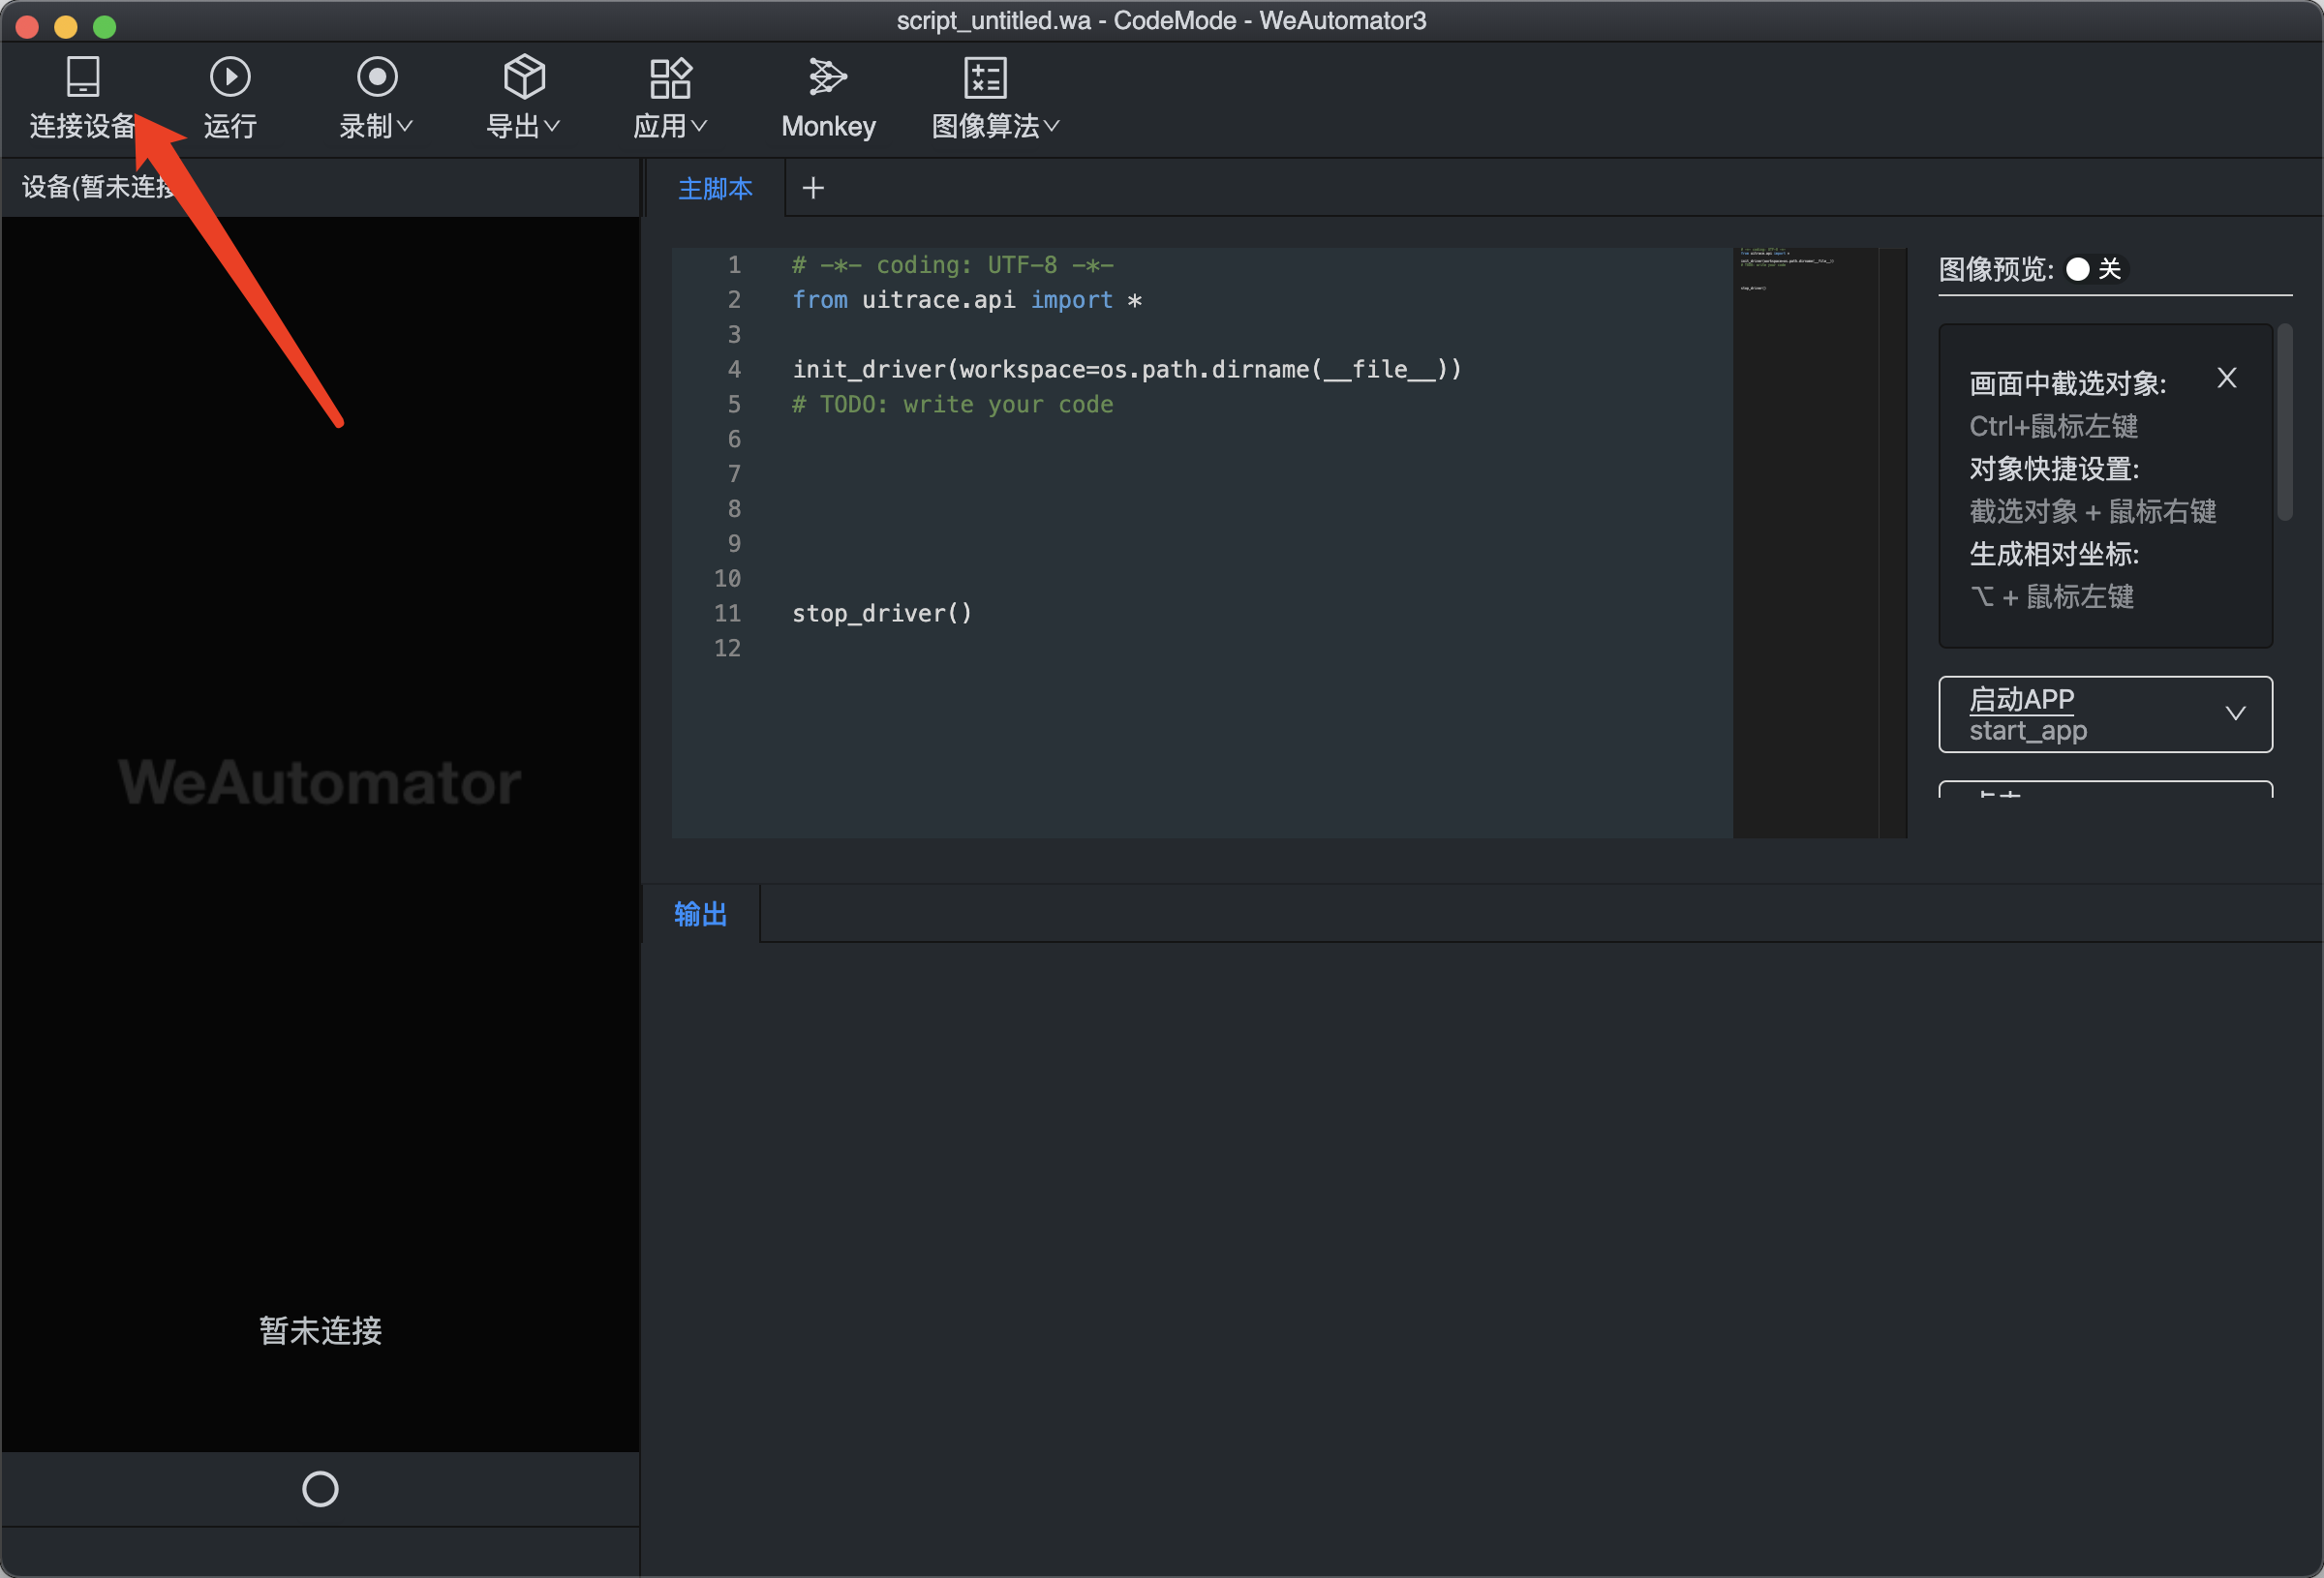 script_untitled.wa - CodeMode - WeAutomator3
连接设备
运行
录制
导出
应用
Monkey
图像算法
设备(暂未连接
主脚本
1 # -*- coding: UTF-8 -*-
2 from uitrace.api import *
3
4 init_driver(workspace=os.path.dirname(__file__))
5 # TODO: write your code
6
7
8
9
10
11 stop_driver()
12
图像预览: 关
画面中截选对象: X
Ctrl+鼠标左键
对象快捷设置:
截选对象 + 鼠标右键
生成相对坐标:
⌥ + 鼠标左键
启动APP
start_app
WeAutomator
暂未连接
输出